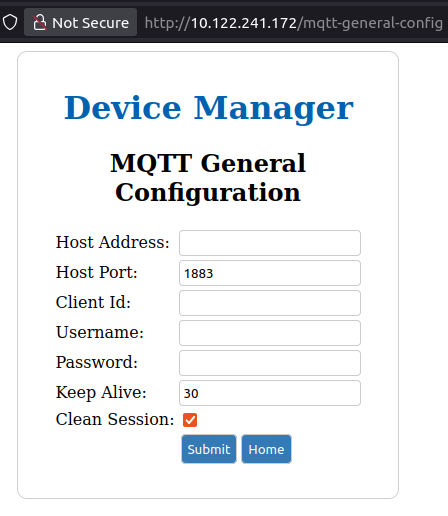 Not Secure http://10.122.241.172/mqtt-general-config
Device Manager
MQTT General
Configuration
Host Address:
Host Port: 1883
Client Id:
Username:
Password:
Keep Alive: 30
Clean Session:
Submit Home